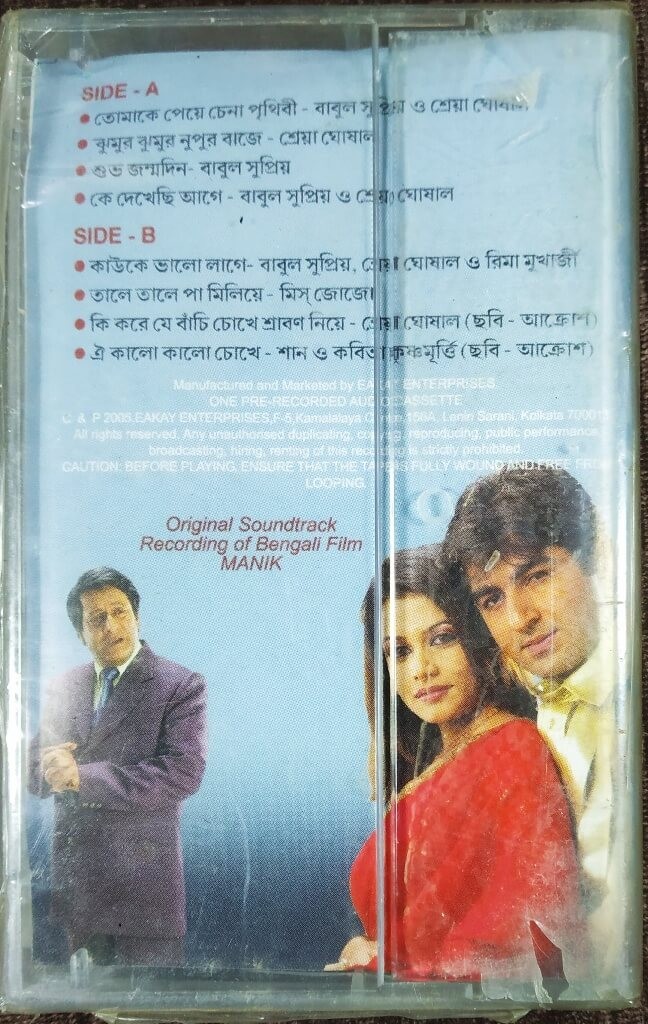 SIDE - A
• তোমাকে পেয়ে চেনা পৃথিবী - বাবুল সুপ্রিয় ও শ্রেয়া ঘোষাল
• ঝুমুর ঝুমুর নুপুর বাজে - শ্রেয়া ঘোষাল
• শুভ জন্মদিন- বাবুল সুপ্রিয়
• কে দেখেছি আগে - বাবুল সুপ্রিয় ও শ্রেয়া ঘোষাল
SIDE - B
• কাউকে ভালো লাগে- বাবুল সুপ্রিয়, শ্রেয়া ঘোষাল ও রিমা মুখার্জী
• তালে তালে পা মিলিয়ে - মিস্ জোজো
• কি করে যে বাঁচি চোখে শ্রাবণ নিয়ে - শ্রেয়া ঘোষাল (ছবি - আক্রোশ)
• ঐ কালো কালো চোখে - শান ও কবিতা কৃষ্ণমূর্ত্তি (ছবি - আক্রোশ)
Manufactured and Marketed by EAKAY ENTERPRISES.
ONE PRE-RECORDED AUDIO CASSETTE
C & P 2005,EAKAY ENTERPRISES,F-5,Kamalalaya Centre,156A, Lenin Sarani, Kolkata 700013
All rights reserved. Any unauthorised duplicating, copying, reproducing, public performance,
broadcasting, hiring, renting of this recording is strictly prohibited.
CAUTION: BEFORE PLAYING, ENSURE THAT THE TAPE IS FULLY WOUND AND FREE FROM
LOOPING.
Original Soundtrack
Recording of Bengali Film
MANIK